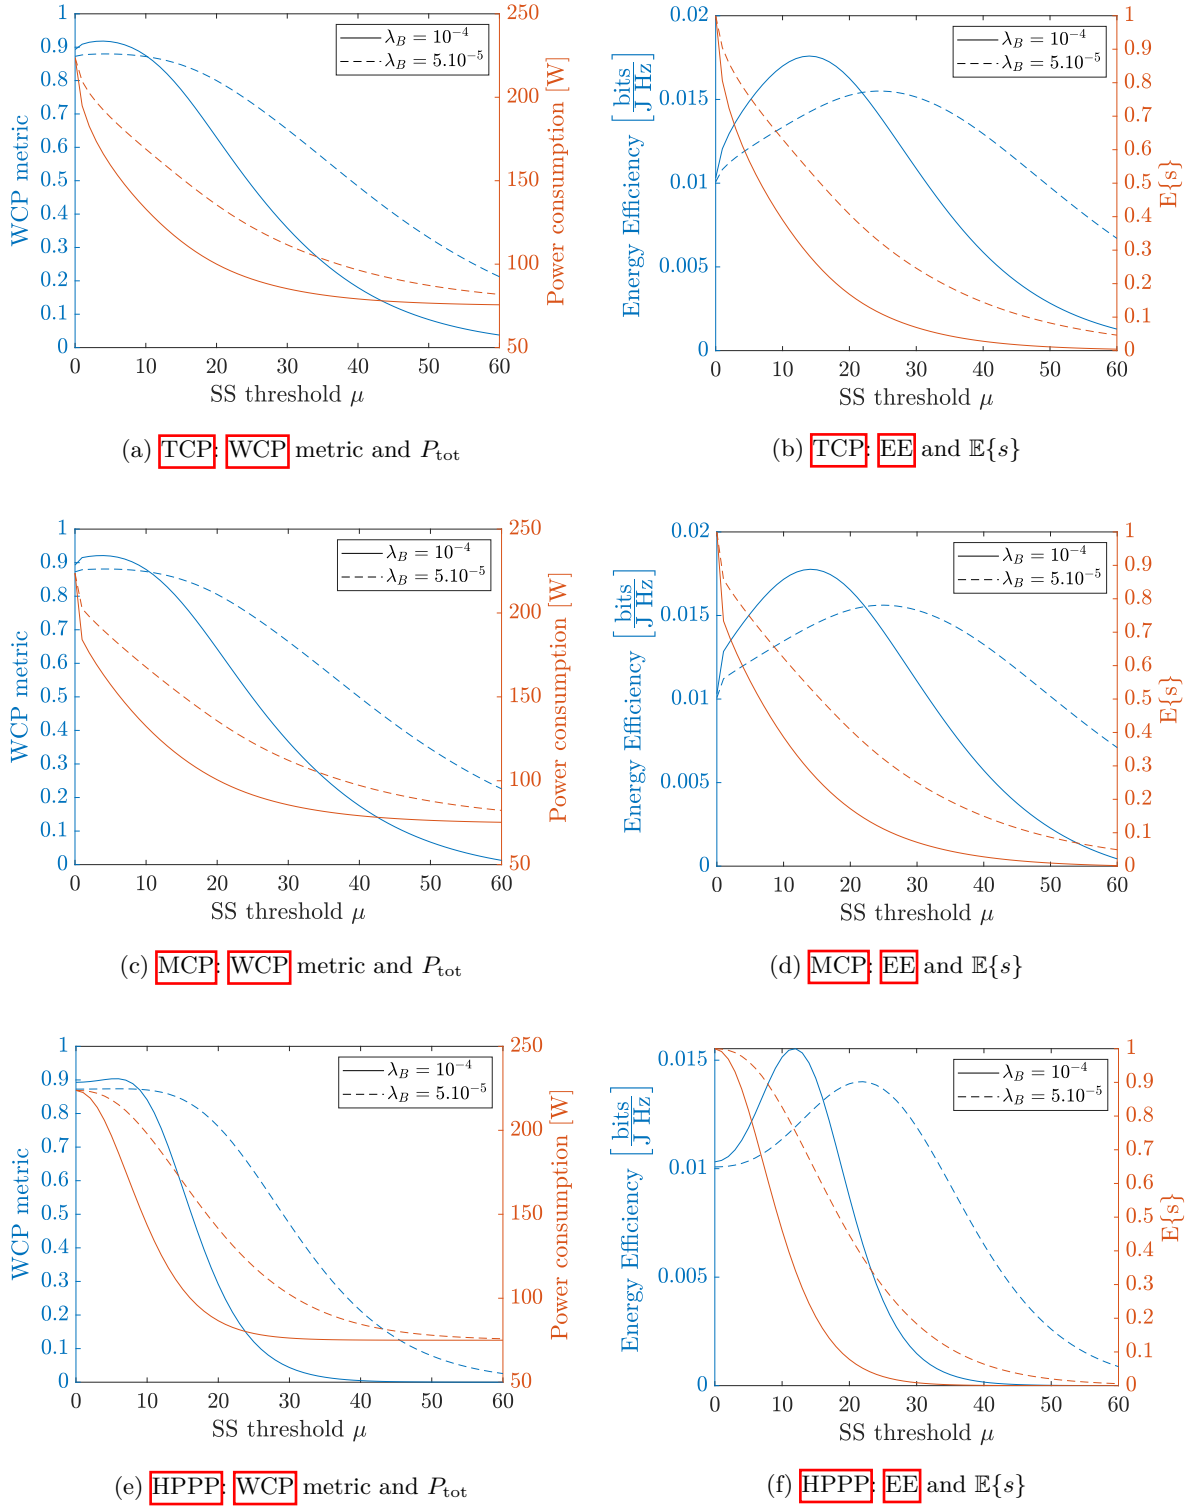 1
0.9
0.8
0.7
0.6
0.5
0.4
0.3
0.2
0.1
0
WCP metric
250
200
150
100
50
Power consumption [W]
λ_B = 10^-4
λ_B = 5.10^-5
0 10 20 30 40 50 60
SS threshold μ
(a) TCP: WCP metric and P_tot
0.02
0.015
0.01
0.005
0
Energy Efficiency [bits/J Hz]
1
0.9
0.8
0.7
0.6
0.5
0.4
0.3
0.2
0.1
0
E{s}
λ_B = 10^-4
λ_B = 5.10^-5
0 10 20 30 40 50 60
SS threshold μ
(b) TCP: EE and 𝔼{s}
1
0.9
0.8
0.7
0.6
0.5
0.4
0.3
0.2
0.1
0
WCP metric
250
200
150
100
50
Power consumption [W]
λ_B = 10^-4
λ_B = 5.10^-5
0 10 20 30 40 50 60
SS threshold μ
(c) MCP: WCP metric and P_tot
0.02
0.015
0.01
0.005
0
Energy Efficiency [bits/J Hz]
1
0.9
0.8
0.7
0.6
0.5
0.4
0.3
0.2
0.1
0
E{s}
λ_B = 10^-4
λ_B = 5.10^-5
0 10 20 30 40 50 60
SS threshold μ
(d) MCP: EE and 𝔼{s}
1
0.9
0.8
0.7
0.6
0.5
0.4
0.3
0.2
0.1
0
WCP metric
250
200
150
100
50
Power consumption [W]
λ_B = 10^-4
λ_B = 5.10^-5
0 10 20 30 40 50 60
SS threshold μ
(e) HPPP: WCP metric and P_tot
0.015
0.01
0.005
0
Energy Efficiency [bits/J Hz]
1
0.9
0.8
0.7
0.6
0.5
0.4
0.3
0.2
0.1
0
E{s}
λ_B = 10^-4
λ_B = 5.10^-5
0 10 20 30 40 50 60
SS threshold μ
(f) HPPP: EE and 𝔼{s}